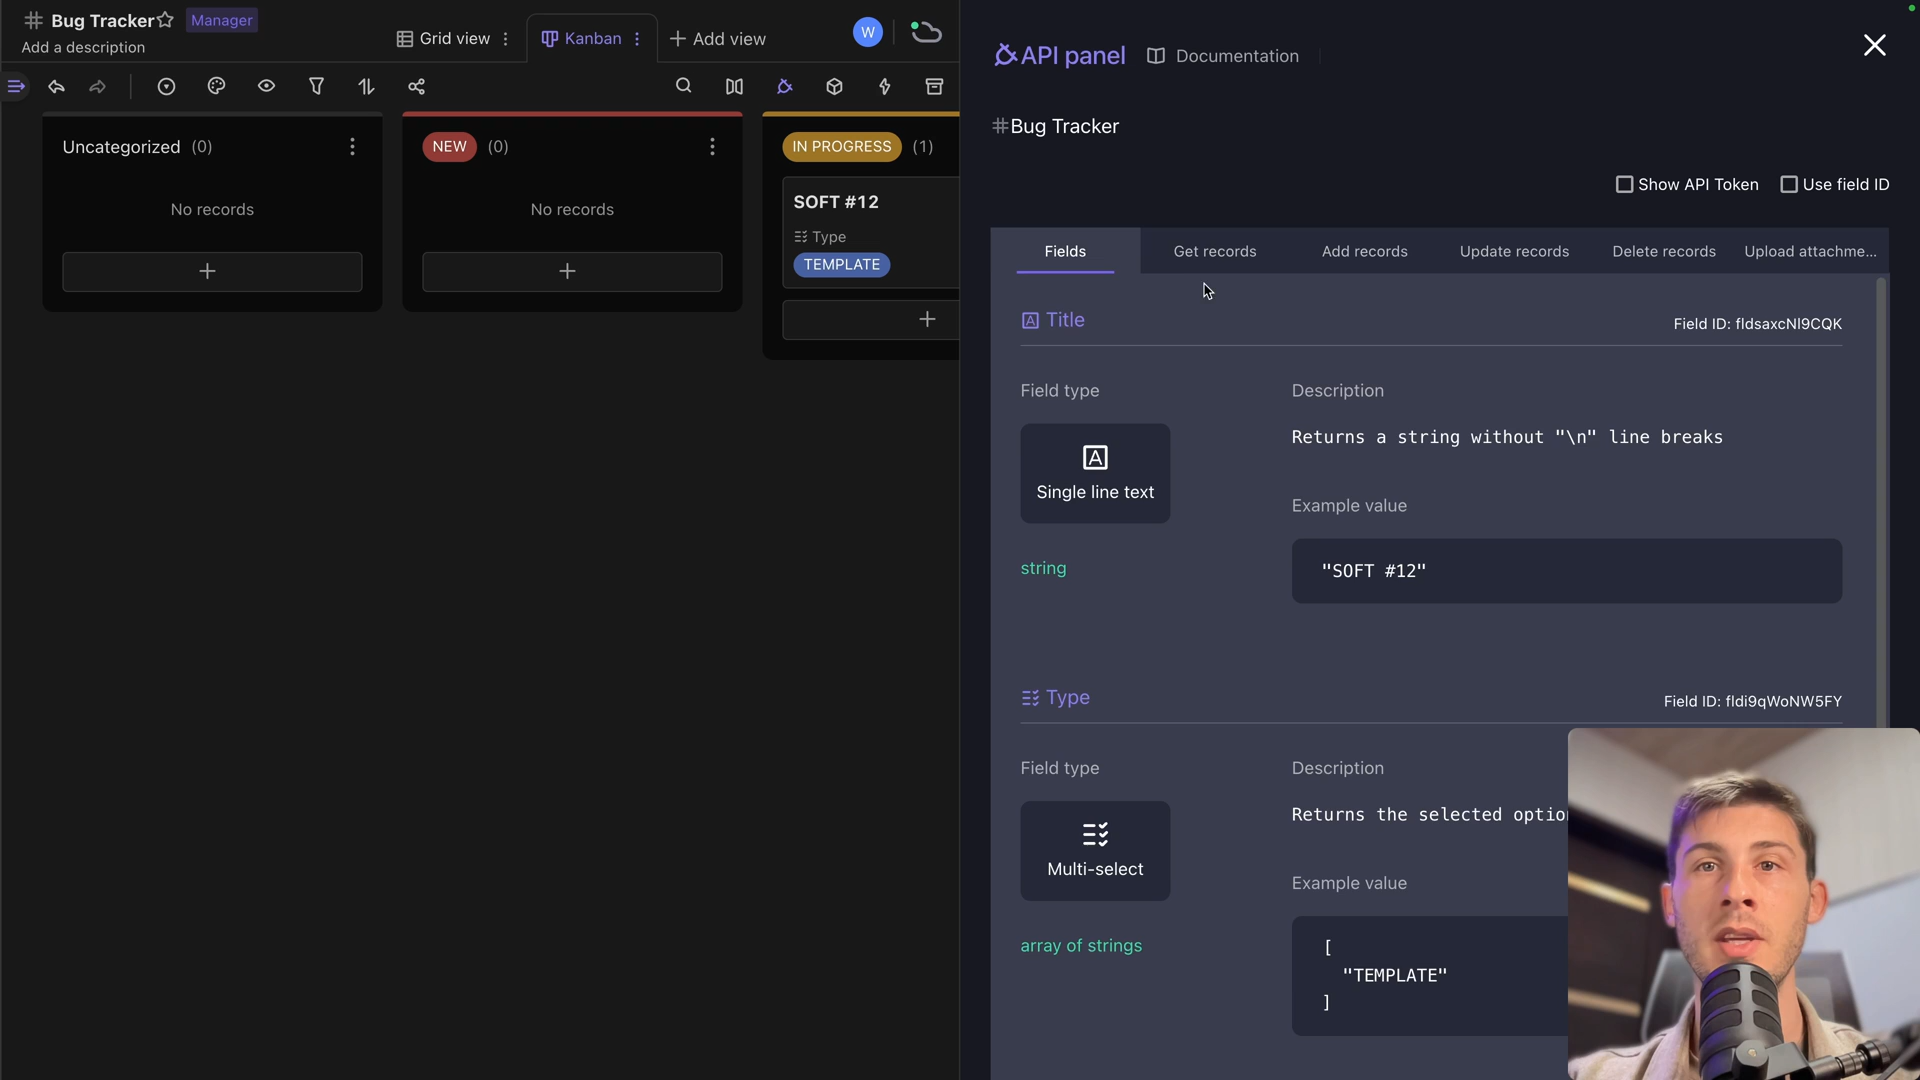 Bug Tracker
Manager
Add a description
Grid view
Kanban
Add view
W
Uncategorized (0)
No records
NEW (0)
No records
IN PROGRESS (1)
SOFT #12
Type
TEMPLATE
API panel
Documentation
#Bug Tracker
Show API Token
Use field ID
Fields
Get records
Add records
Update records
Delete records
Upload attachme...
Title
Field ID: fldsaxcNI9CQK
Field type
Description
Single line text
Returns a string without "\n" line breaks
Example value
string
"SOFT #12"
Type
Field ID: fldi9qWoNW5FY
Field type
Description
Multi-select
Returns the selected optio
Example value
array of strings
[
"TEMPLATE"
]